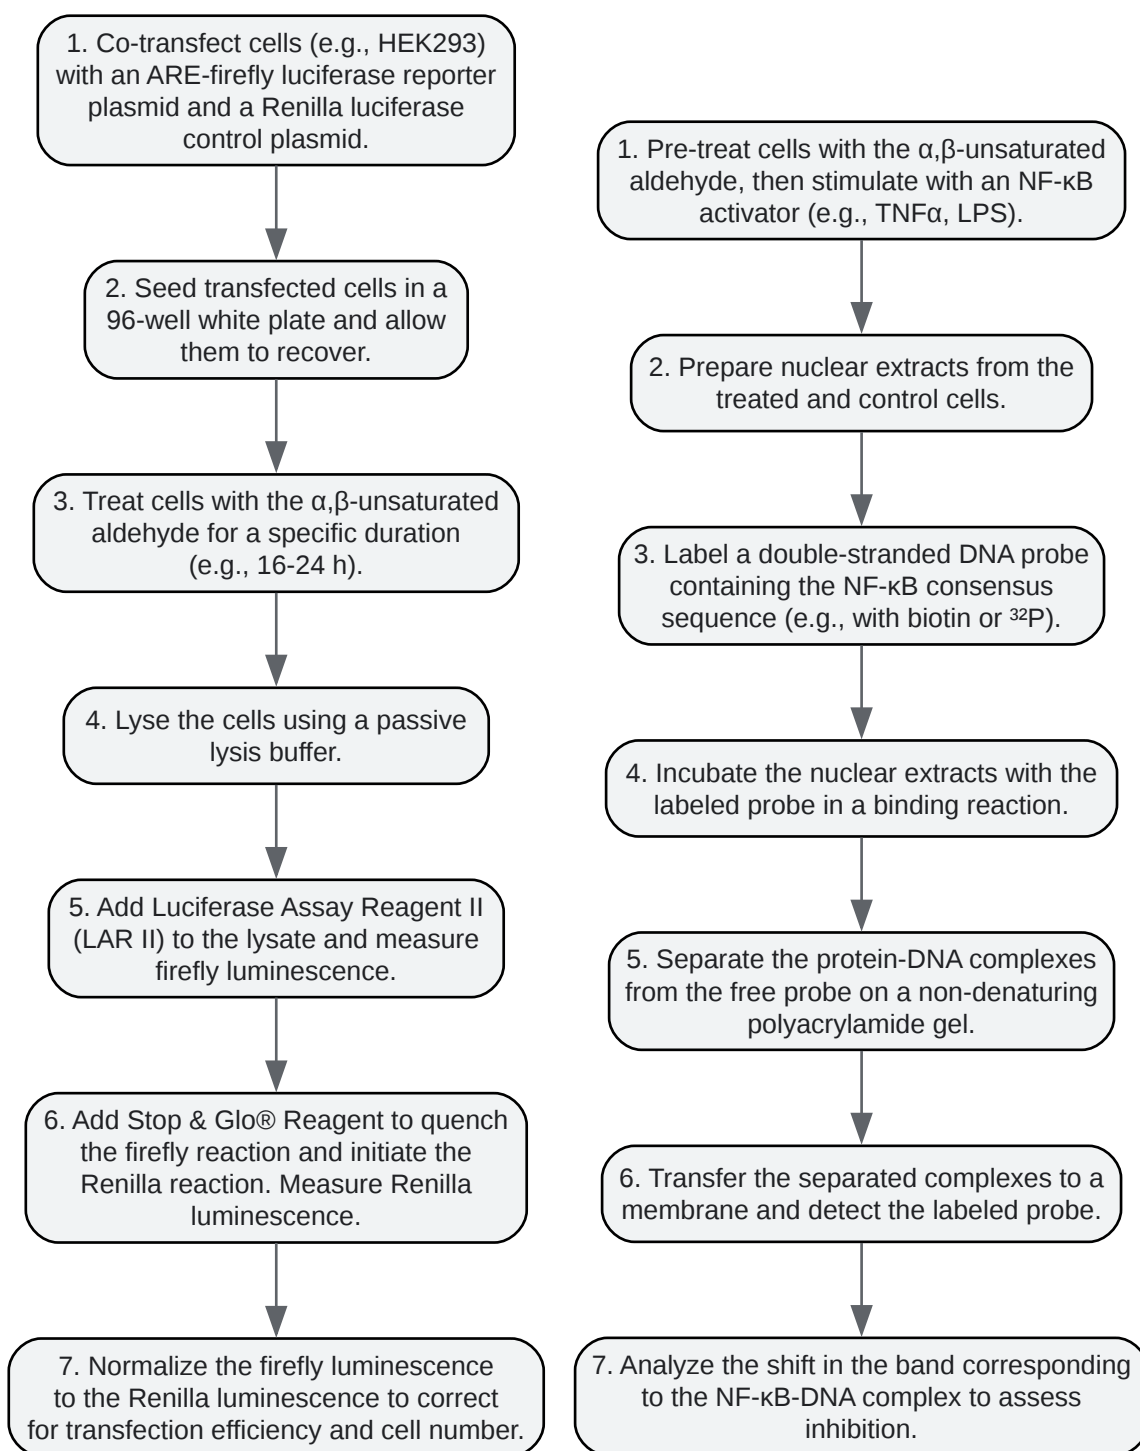 1. Co-transfect cells (e.g., HEK293)
with an ARE-firefly luciferase reporter
plasmid and a Renilla luciferase
control plasmid.
2. Seed transfected cells in a
96-well white plate and allow
them to recover.
3. Treat cells with the α,β-unsaturated
aldehyde for a specific duration
(e.g., 16-24 h).
4. Lyse the cells using a passive
lysis buffer.
5. Add Luciferase Assay Reagent II
(LAR II) to the lysate and measure
firefly luminescence.
6. Add Stop & Glo® Reagent to quench
the firefly reaction and initiate the
Renilla reaction. Measure Renilla
luminescence.
7. Normalize the firefly luminescence
to the Renilla luminescence to correct
for transfection efficiency and cell number.
1. Pre-treat cells with the α,β-unsaturated
aldehyde, then stimulate with an NF-κB
activator (e.g., TNFα, LPS).
2. Prepare nuclear extracts from the
treated and control cells.
3. Label a double-stranded DNA probe
containing the NF-κB consensus
sequence (e.g., with biotin or ³²P).
4. Incubate the nuclear extracts with the
labeled probe in a binding reaction.
5. Separate the protein-DNA complexes
from the free probe on a non-denaturing
polyacrylamide gel.
6. Transfer the separated complexes to a
membrane and detect the labeled probe.
7. Analyze the shift in the band corresponding
to the NF-κB-DNA complex to assess
inhibition.